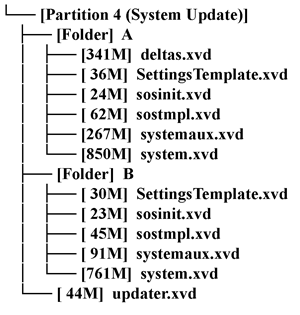 [Partition 4 (System Update)]
[Folder] A
[341M] deltas.xvd
[ 36M] SettingsTemplate.xvd
[ 24M] sosinit.xvd
[ 62M] sostmpl.xvd
[267M] systemaux.xvd
[850M] system.xvd
[Folder] B
[ 30M] SettingsTemplate.xvd
[ 23M] sosinit.xvd
[ 45M] sostmpl.xvd
[ 91M] systemaux.xvd
[761M] system.xvd
[ 44M] updater.xvd